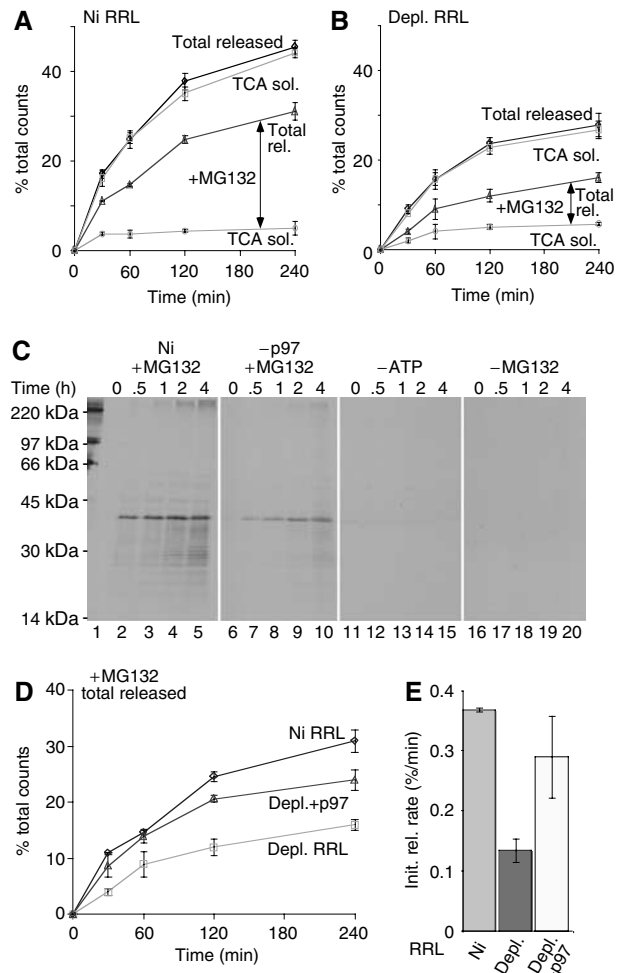 A Ni RRL
% total counts
40
20
0
Total released
TCA sol.
Total
rel.
+MG132
TCA sol.
0 60 120 180 240
Time (min)
B Depl. RRL
% total counts
40
20
0
Total released
TCA sol.
Total
rel.
+MG132
TCA sol.
0 60 120 180 240
Time (min)
C
Ni
+MG132
−p97
+MG132
−ATP
−MG132
Time (h) 0 .5 1 2 4 0 .5 1 2 4 0 .5 1 2 4 0 .5 1 2 4
220 kDa
97 kDa
66 kDa
45 kDa
30 kDa
14 kDa
1 2 3 4 5 6 7 8 9 10 11 12 13 14 15 16 17 18 19 20
D
+MG132
total released
% total counts
40
30
20
10
0
Ni RRL
Depl.+p97
Depl. RRL
0 60 120 180 240
Time (min)
E
Init. rel. rate (%/min)
0.4
0.3
0.2
0.1
0
RRL
Ni
Depl.
Depl.
+p97